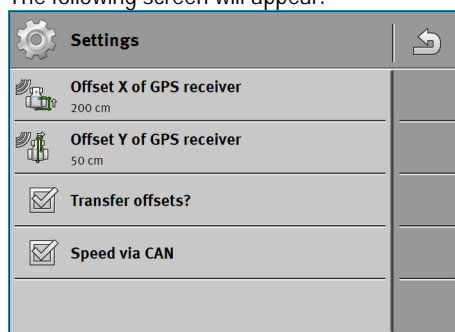 The following screen will appear:
Settings
Offset X of GPS receiver
200 cm
Offset Y of GPS receiver
50 cm
Transfer offsets?
Speed via CAN